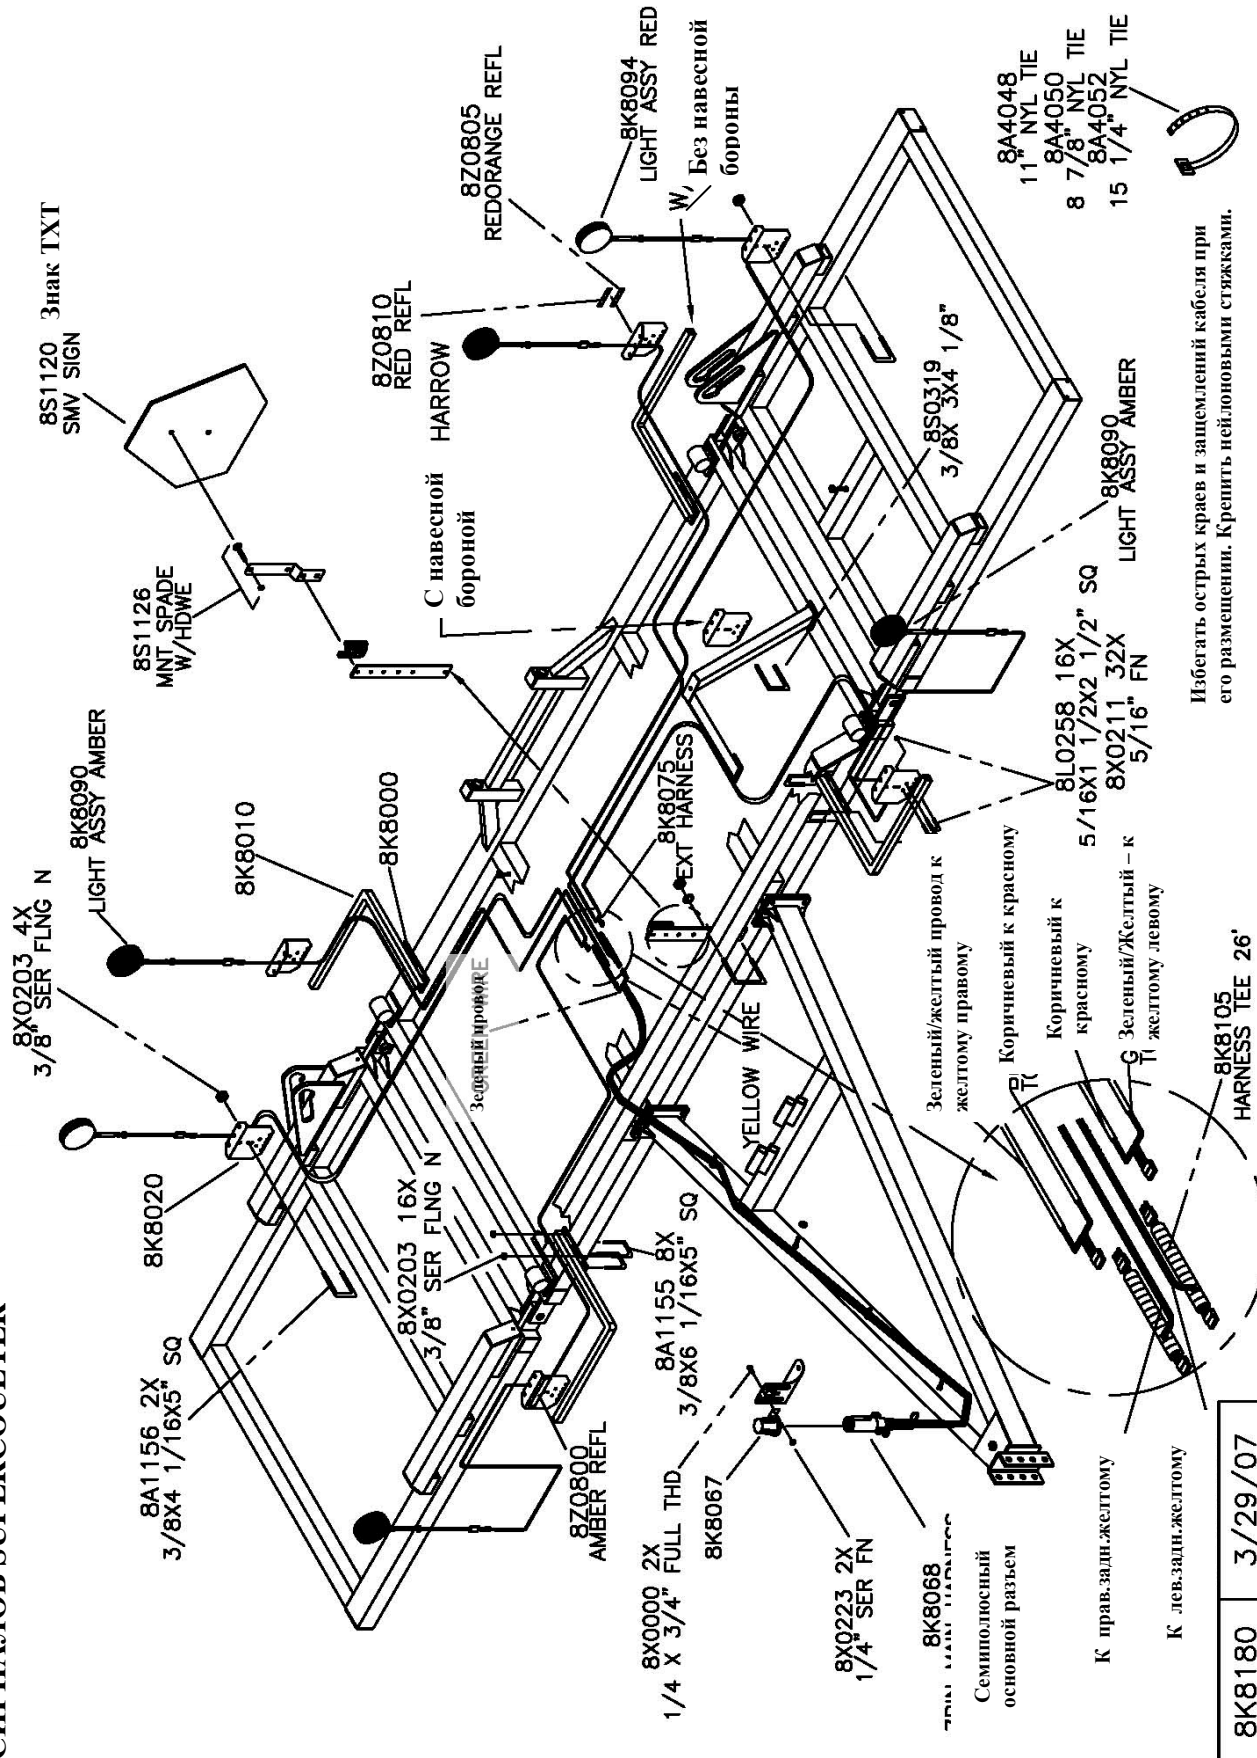 8S1120 Знак ТХТ
SMV SIGN
8Z0805
REDORANGE REFL
8K8094
LIGHT ASSY RED
Без навесной
бороны
8Z0810
RED REFL
HARROW
С навесной
бороной
8A4048
11" NYL TIE
8A4050
8 7/8" NYL TIE
8A4052
15 1/4" NYL TIE
8S1126
MNT SPADE
W/HDWE
8K8090
LIGHT ASSY AMBER
8X0203 4X
3/8" SER FLNG N
8K8010
8K8000
8S0319
3/8X 3X4 1/8"
8K8090
LIGHT ASSY AMBER
Избегать острых краев и защемлений кабеля при
его размещении. Крепить нейлоновыми стяжками.
8L0258 16X
5/16X1 1/2X2 1/2" SQ
8X0211 32X
5/16" FN
8K8075
EXT HARNESS
Зеленый провод
YELLOW WIRE
Зеленый/желтый провод к
желтому правому
Коричневый к красному
Коричневый к
красному
Зеленый/Желтый – к
желтому левому
8K8105
HARNESS TEE 26'
8K8020
8A1156 2X
3/8X4 1/16X5" SQ
8X0203 16X
3/8" SER FLNG N
8A1155 8X
3/8X6 1/16X5" SQ
8Z0800
AMBER REFL
8X0000 2X
1/4 X 3/4" FULL THD
8K8067
8X0223 2X
1/4" SER FN
8K8068
7PIN MAIN HARNESS
Семиполюсный
основной разъем
К прав.задн.желтому
К лев.задн.желтому
8K8180 3/29/07